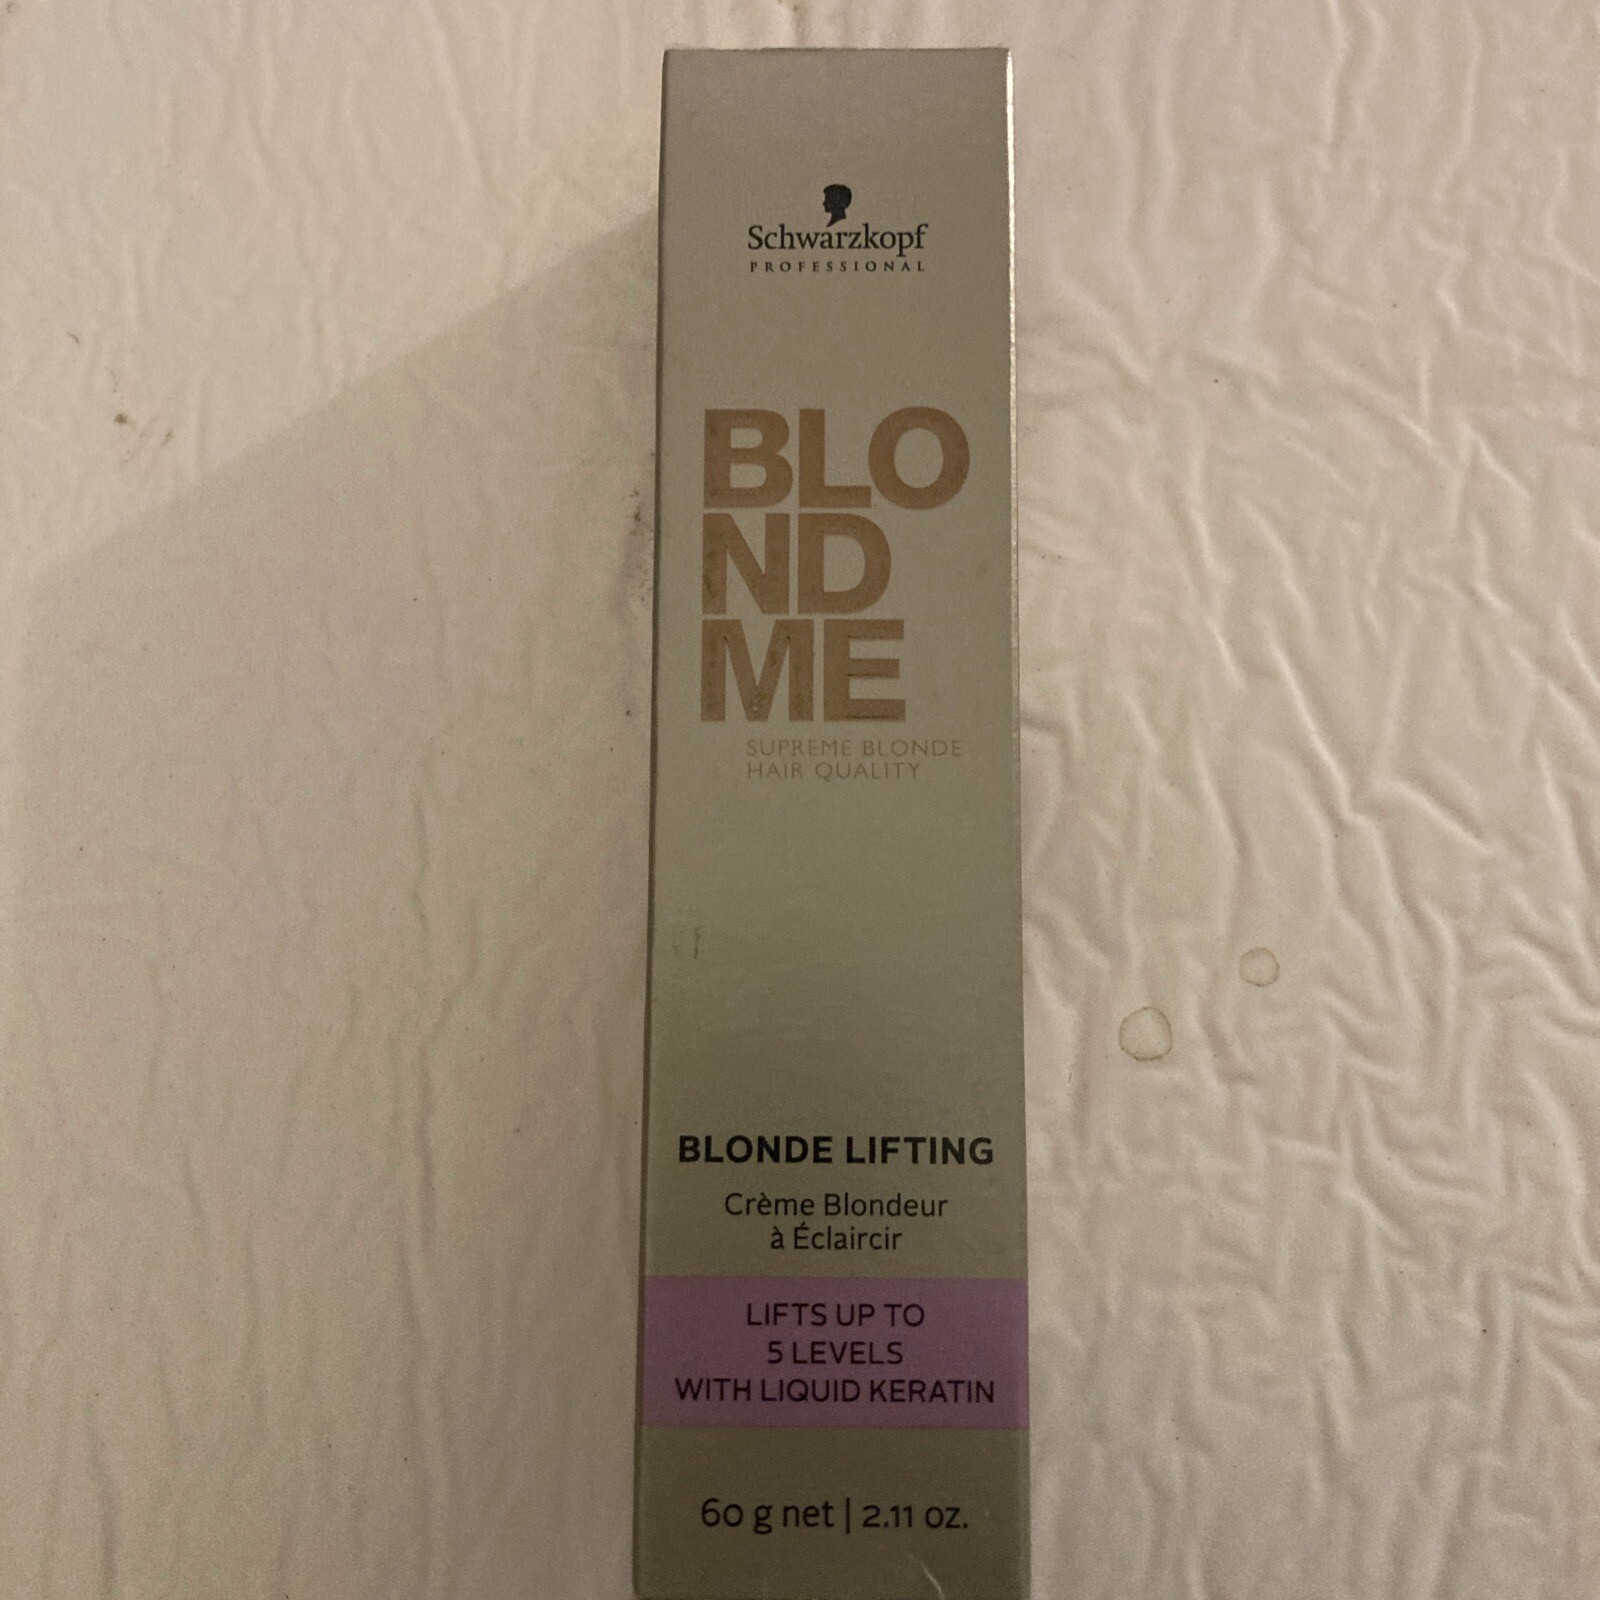 Schwarzkopf
PROFESSIONAL
BLO
ND
ME
SUPREME BLONDE
HAIR QUALITY
BLONDE LIFTING
Crème Blondeur
à Éclaircir
LIFTS UP TO
5 LEVELS
WITH LIQUID KERATIN
60 g net | 2.11 oz.